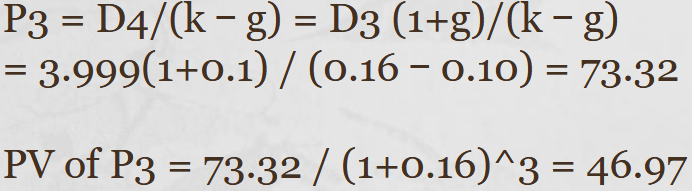 P3 = D4/(k – g) = D3 (1+g)/(k – g)
= 3.999(1+0.1) / (0.16 – 0.10) = 73.32
PV of P3 = 73.32 / (1+0.16)^3 = 46.97